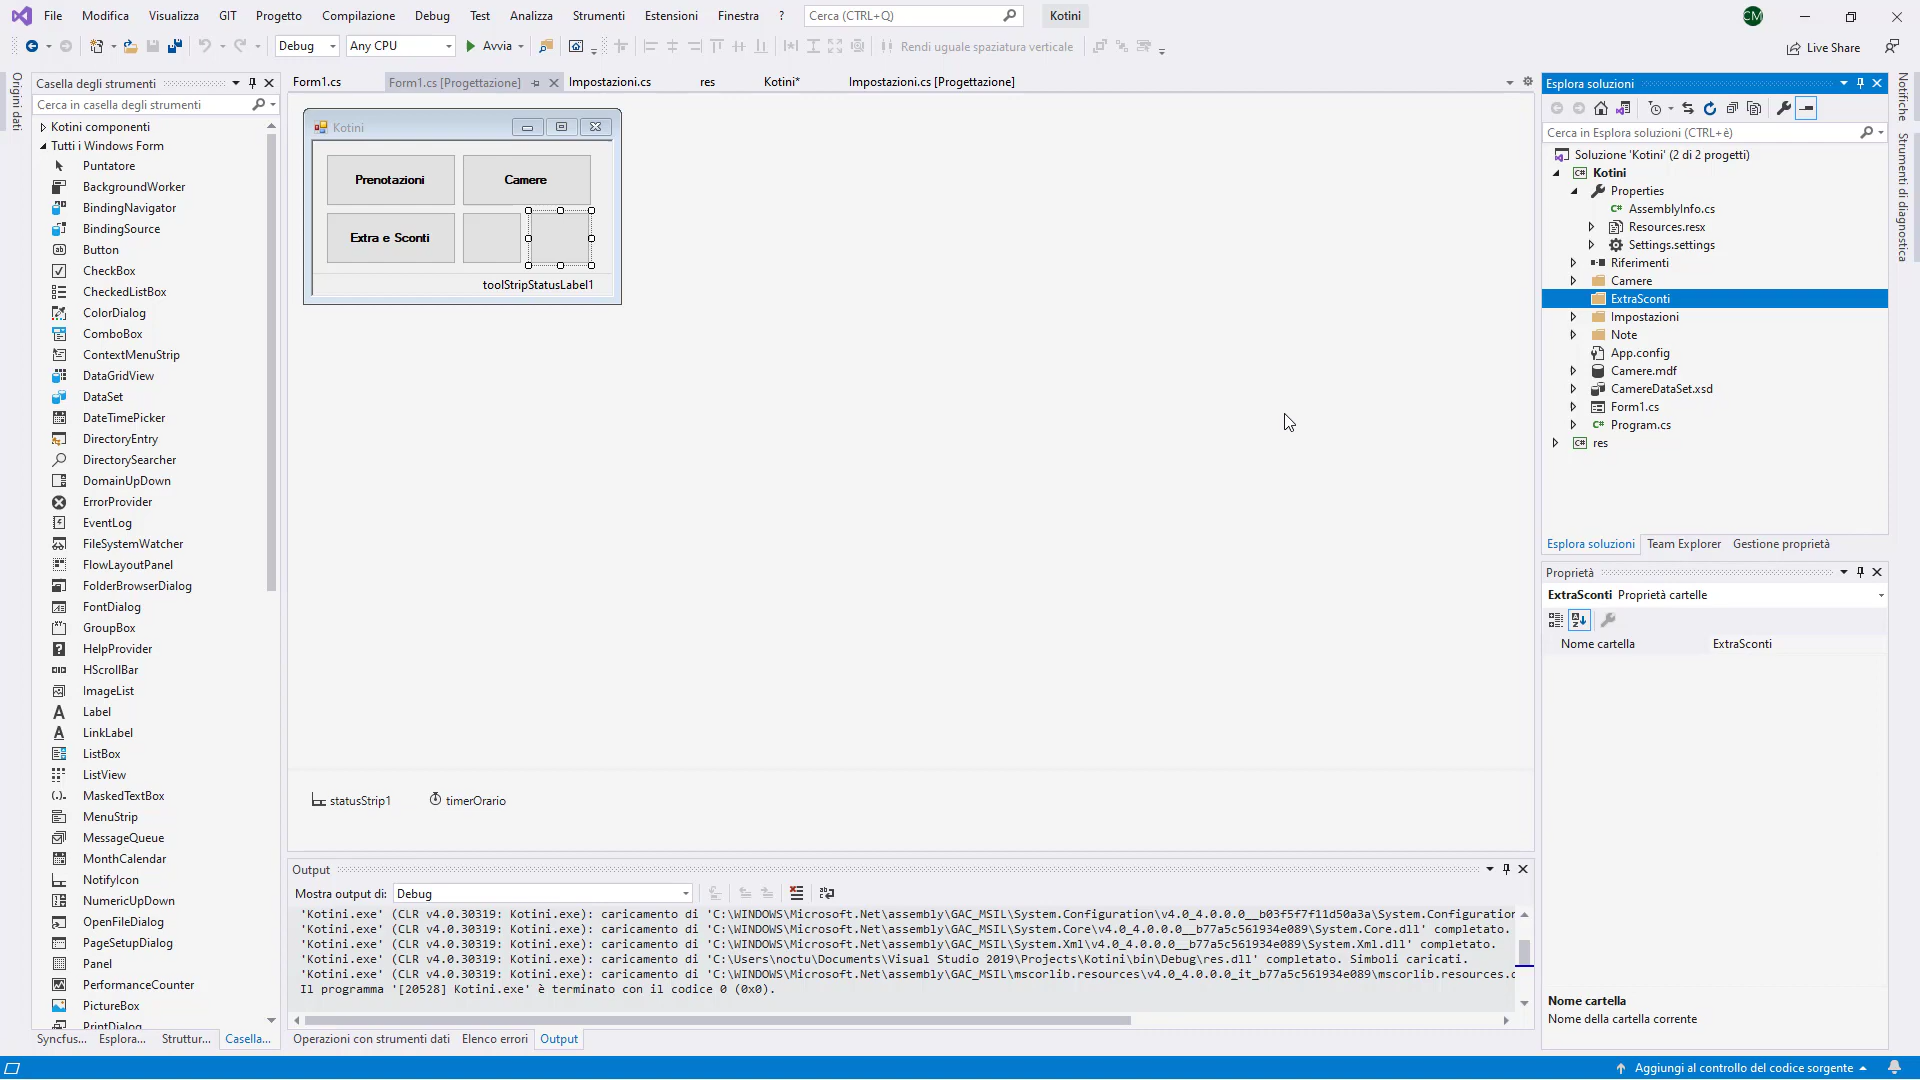 File Modifica Visualizza GIT Progetto Compilazione Debug Test Analizza Strumenti Estensioni Finestra ? Cerca (CTRL+Q) Kotini CM
Debug Any CPU Avvia Rendi uguale spaziatura verticale Live Share
Origini dati
Casella degli strumenti
Cerca in casella degli strumenti
Kotini componenti
Tutti i Windows Form
Puntatore
BackgroundWorker
BindingNavigator
BindingSource
Button
CheckBox
CheckedListBox
ColorDialog
ComboBox
ContextMenuStrip
DataGridView
DataSet
DateTimePicker
DirectoryEntry
DirectorySearcher
DomainUpDown
ErrorProvider
EventLog
FileSystemWatcher
FlowLayoutPanel
FolderBrowserDialog
FontDialog
GroupBox
HelpProvider
HScrollBar
ImageList
Label
LinkLabel
ListBox
ListView
MaskedTextBox
MenuStrip
MessageQueue
MonthCalendar
NotifyIcon
NumericUpDown
OpenFileDialog
PageSetupDialog
Panel
PerformanceCounter
PictureBox
PrintDialog
Syncfus... Esplora... Struttur... Casella...
Form1.cs Form1.cs [Progettazione] Impostazioni.cs res Kotini* Impostazioni.cs [Progettazione]
Kotini
Prenotazioni Camere
Extra e Sconti
toolStripStatusLabel1
statusStrip1 timerOrario
Output
Mostra output di: Debug
'Kotini.exe' (CLR v4.0.30319: Kotini.exe): caricamento di 'C:\WINDOWS\Microsoft.Net\assembly\GAC_MSIL\System.Configuration\v4.0_4.0.0.0__b03f5f7f11d50a3a\System.Configuration
'Kotini.exe' (CLR v4.0.30319: Kotini.exe): caricamento di 'C:\WINDOWS\Microsoft.Net\assembly\GAC_MSIL\System.Core\v4.0_4.0.0.0__b77a5c561934e089\System.Core.dll' completato.
'Kotini.exe' (CLR v4.0.30319: Kotini.exe): caricamento di 'C:\WINDOWS\Microsoft.Net\assembly\GAC_MSIL\System.Xml\v4.0_4.0.0.0__b77a5c561934e089\System.Xml.dll' completato.
'Kotini.exe' (CLR v4.0.30319: Kotini.exe): caricamento di 'C:\Users\noctu\Documents\Visual Studio 2019\Projects\Kotini\bin\Debug\res.dll' completato. Simboli caricati.
'Kotini.exe' (CLR v4.0.30319: Kotini.exe): caricamento di 'C:\WINDOWS\Microsoft.Net\assembly\GAC_MSIL\mscorlib.resources\v4.0_4.0.0.0_it_b77a5c561934e089\mscorlib.resources.d
Il programma '[20528] Kotini.exe' è terminato con il codice 0 (0x0).
Operazioni con strumenti dati Elenco errori Output
Esplora soluzioni
Cerca in Esplora soluzioni (CTRL+è)
Soluzione 'Kotini' (2 di 2 progetti)
Kotini
Properties
AssemblyInfo.cs
Resources.resx
Settings.settings
Riferimenti
Camere
ExtraSconti
Impostazioni
Note
App.config
Camere.mdf
CamereDataSet.xsd
Form1.cs
Program.cs
res
Esplora soluzioni Team Explorer Gestione proprietà
Proprietà
ExtraSconti Proprietà cartelle
Nome cartella ExtraSconti
Nome cartella
Nome della cartella corrente
Notifiche
Strumenti di diagnostica
Aggiungi al controllo del codice sorgente